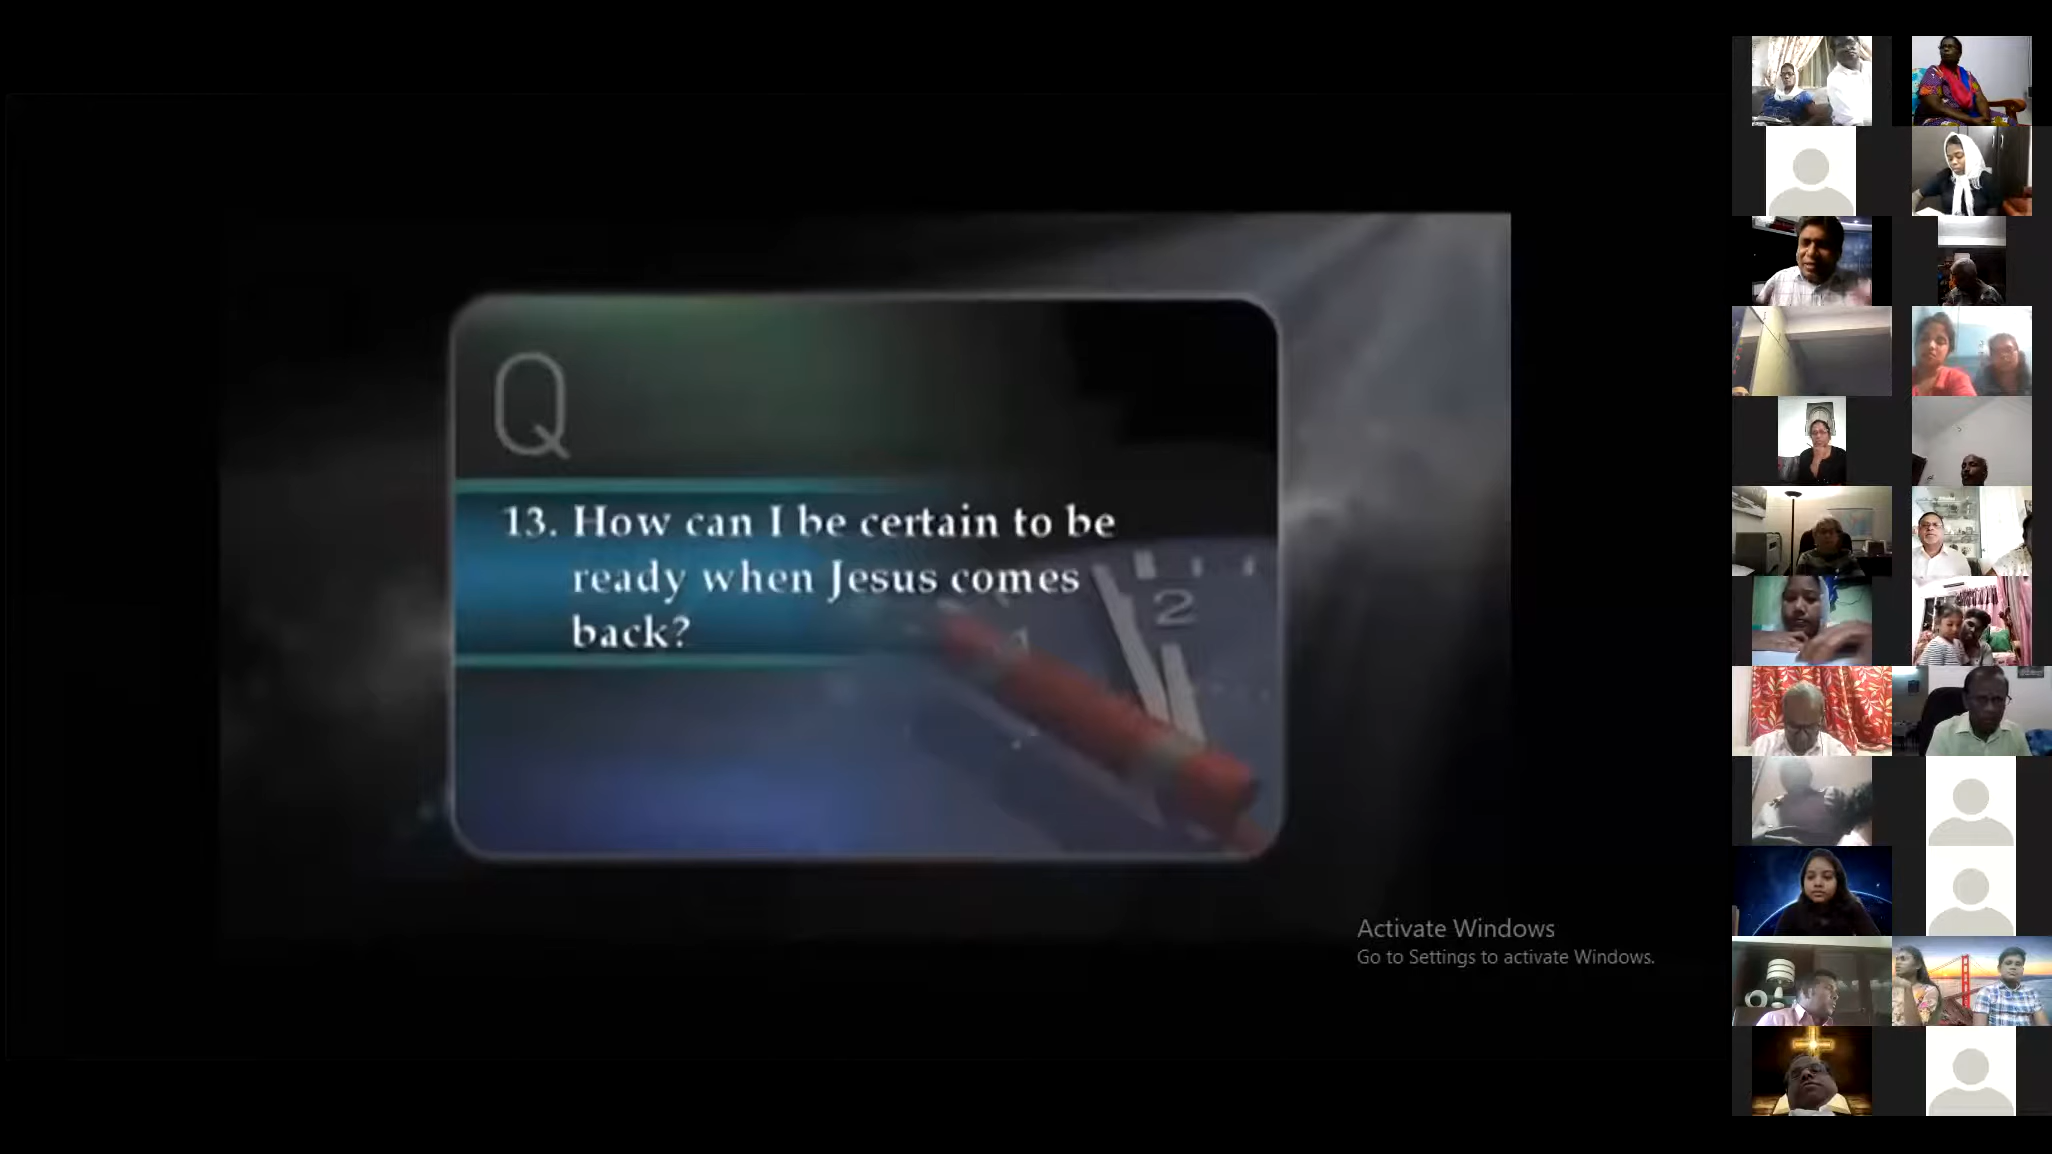 Q
13. How can I be certain to be
ready when Jesus comes
back?
2
Activate Windows
Go to Settings to activate Windows.